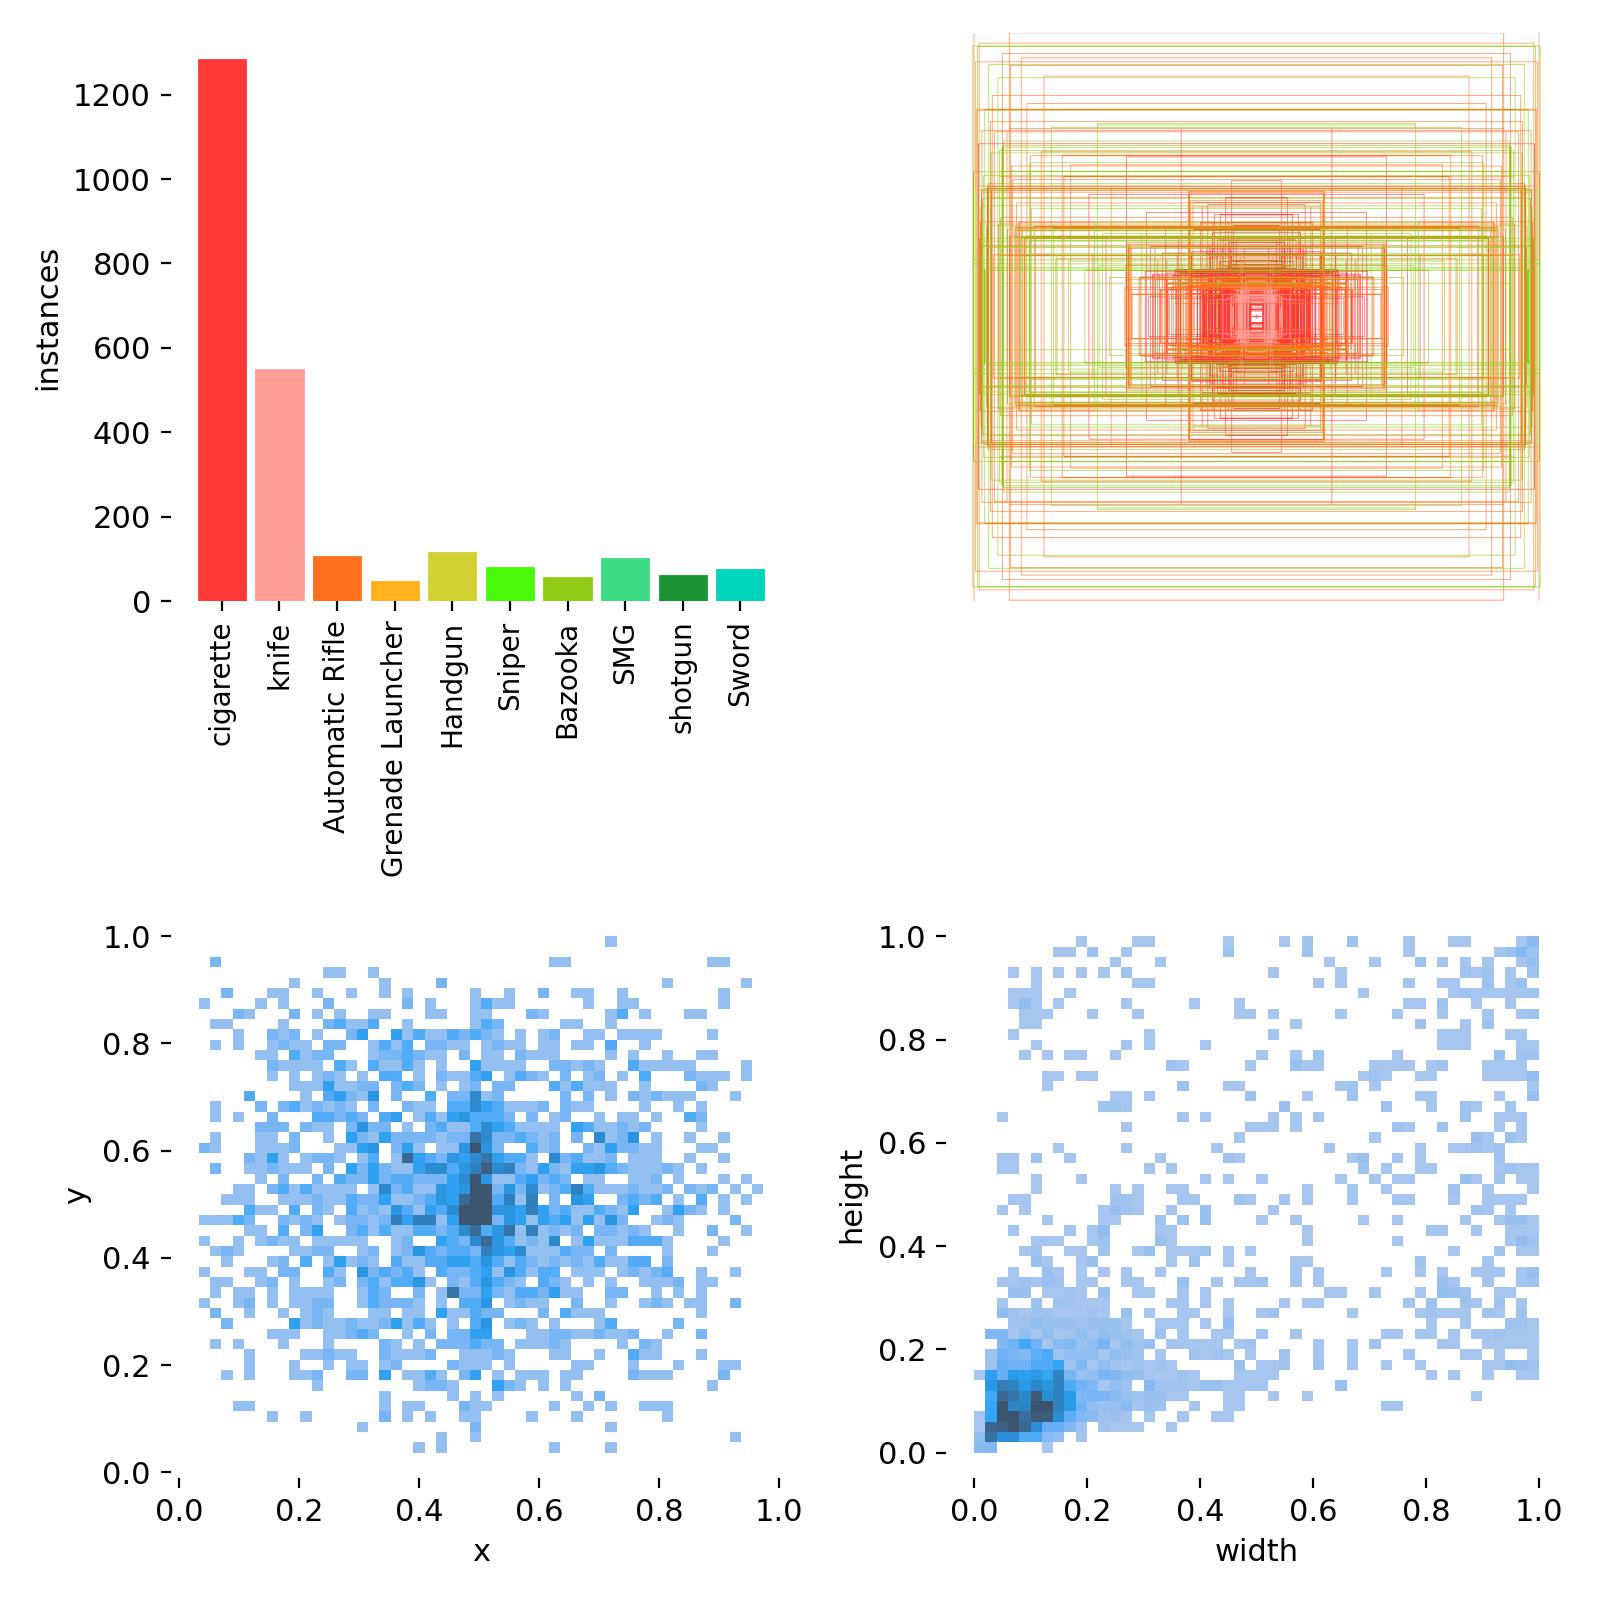 instances
1200
1000
800
600
400
200
0
cigarette
knife
Automatic Rifle
Grenade Launcher
Handgun
Sniper
Bazooka
SMG
shotgun
Sword
y
1.0
0.8
0.6
0.4
0.2
0.0
0.0 0.2 0.4 0.6 0.8 1.0
x
height
1.0
0.8
0.6
0.4
0.2
0.0
0.0 0.2 0.4 0.6 0.8 1.0
width